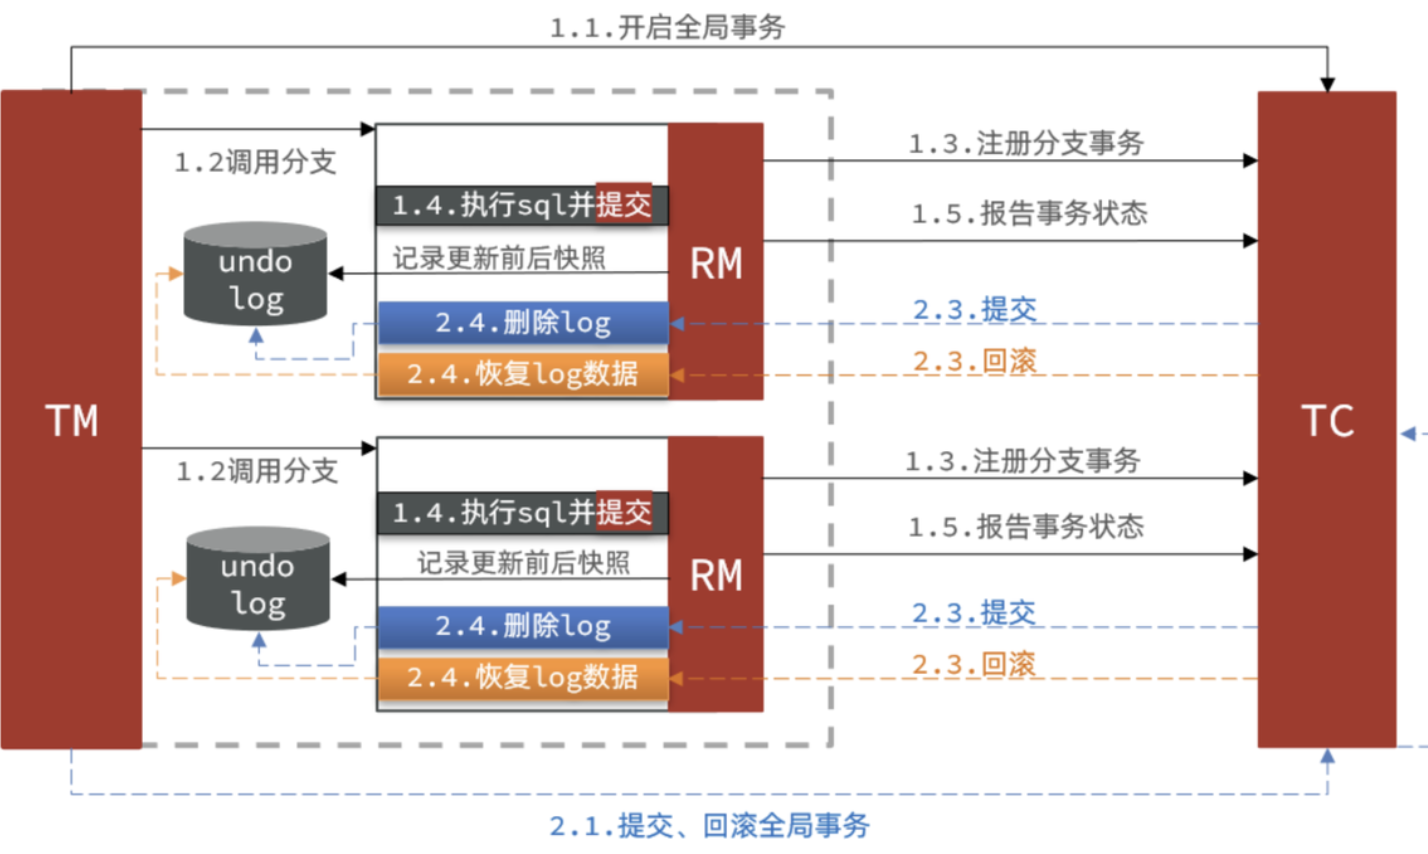 1.1.开启全局事务
TM
1.2调用分支
1.4.执行sql并提交
记录更新前后快照
undo
log
2.4.删除log
2.4.恢复log数据
RM
1.3.注册分支事务
1.5.报告事务状态
2.3.提交
2.3.回滚
TC
1.2调用分支
1.4.执行sql并提交
记录更新前后快照
undo
log
2.4.删除log
2.4.恢复log数据
RM
1.3.注册分支事务
1.5.报告事务状态
2.3.提交
2.3.回滚
2.1.提交、回滚全局事务